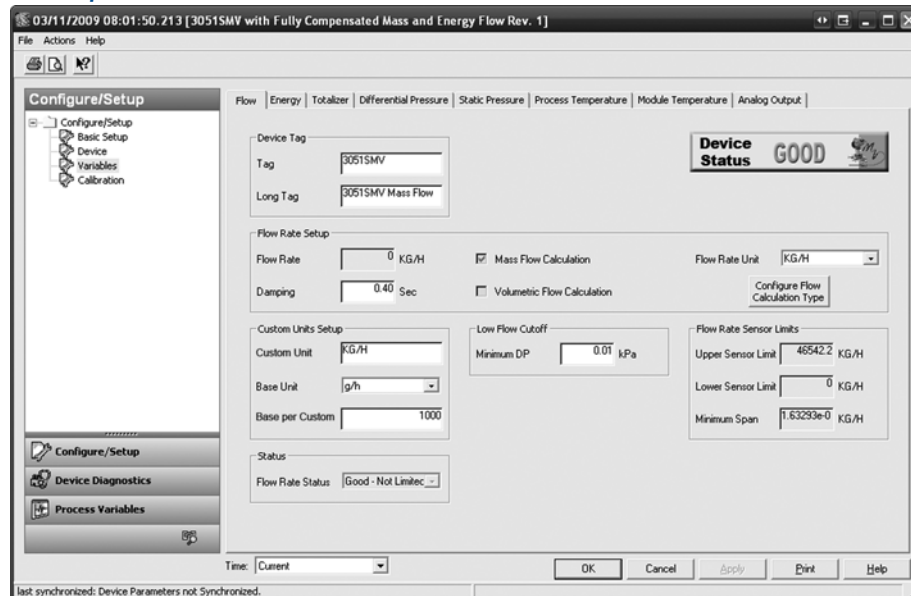 03/11/2009 08:01:50.213 [3051SMV with Fully Compensated Mass and Energy Flow Rev. 1]
File Actions Help
Configure/Setup
Configure/Setup
Basic Setup
Device
Variables
Calibration
Configure/Setup
Device Diagnostics
Process Variables
Flow Energy Totalizer Differential Pressure Static Pressure Process Temperature Module Temperature Analog Output
Device Tag
Tag 3051SMV
Long Tag 3051SMV Mass Flow
Device Status GOOD
Flow Rate Setup
Flow Rate 0 KG/H Mass Flow Calculation Flow Rate Unit KG/H
Damping 0.40 Sec Volumetric Flow Calculation Configure Flow Calculation Type
Custom Units Setup
Custom Unit KG/H
Base Unit g/h
Base per Custom 1000
Low Flow Cutoff
Minimum DP 0.01 kPa
Flow Rate Sensor Limits
Upper Sensor Limit 46542.2 KG/H
Lower Sensor Limit 0 KG/H
Minimum Span 1.63293e-0 KG/H
Status
Flow Rate Status Good - Not Limitec
Time: Current
OK Cancel Apply Print Help
last synchronized: Device Parameters not Synchronized.